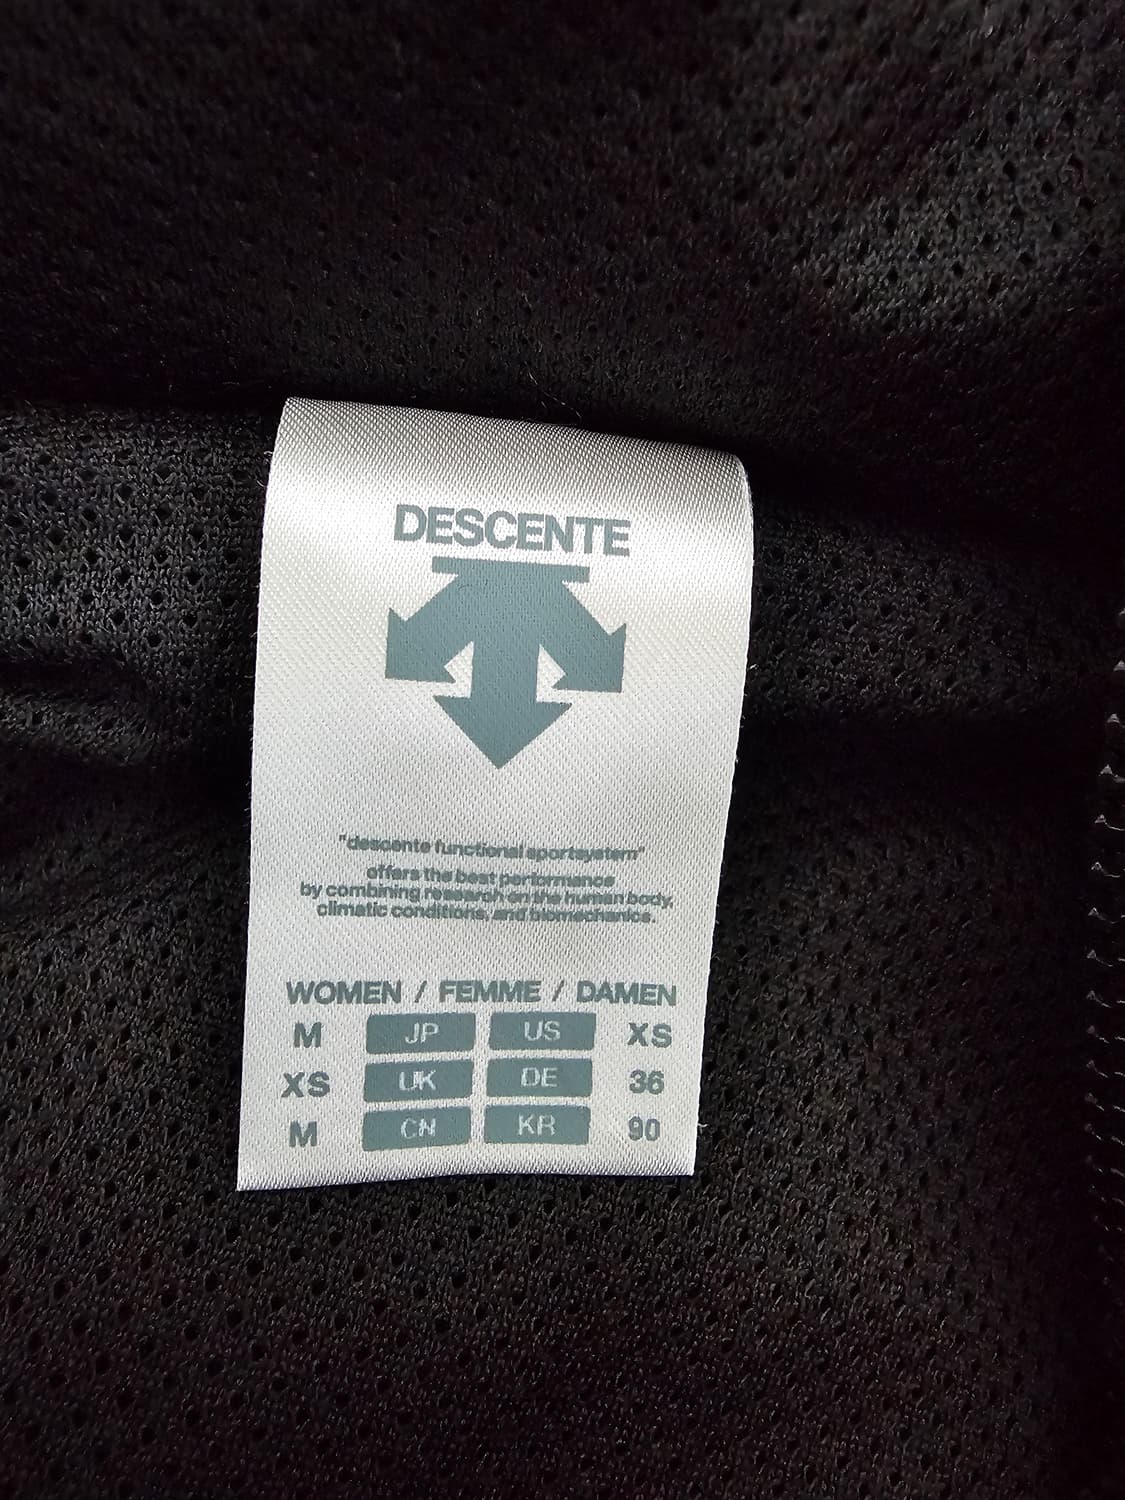 DESCENTE
"descente functional sportsystem"
offers the best performance
by combining research on the human body,
climatic conditions, and biomechanics.
WOMEN / FEMME / DAMEN
M JP US XS
XS UK DE 36
M CN KR 90